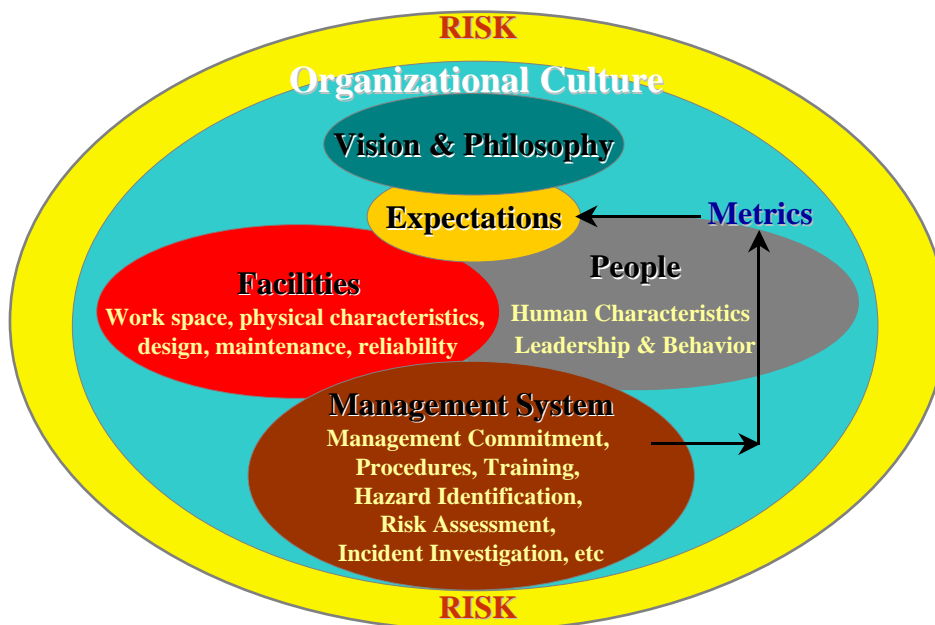 RISK
Organizational Culture
Vision & Philosophy
Expectations
Metrics
Facilities
Work space, physical characteristics,
design, maintenance, reliability
People
Human Characteristics
Leadership & Behavior
Management System
Management Commitment,
Procedures, Training,
Hazard Identification,
Risk Assessment,
Incident Investigation, etc
RISK